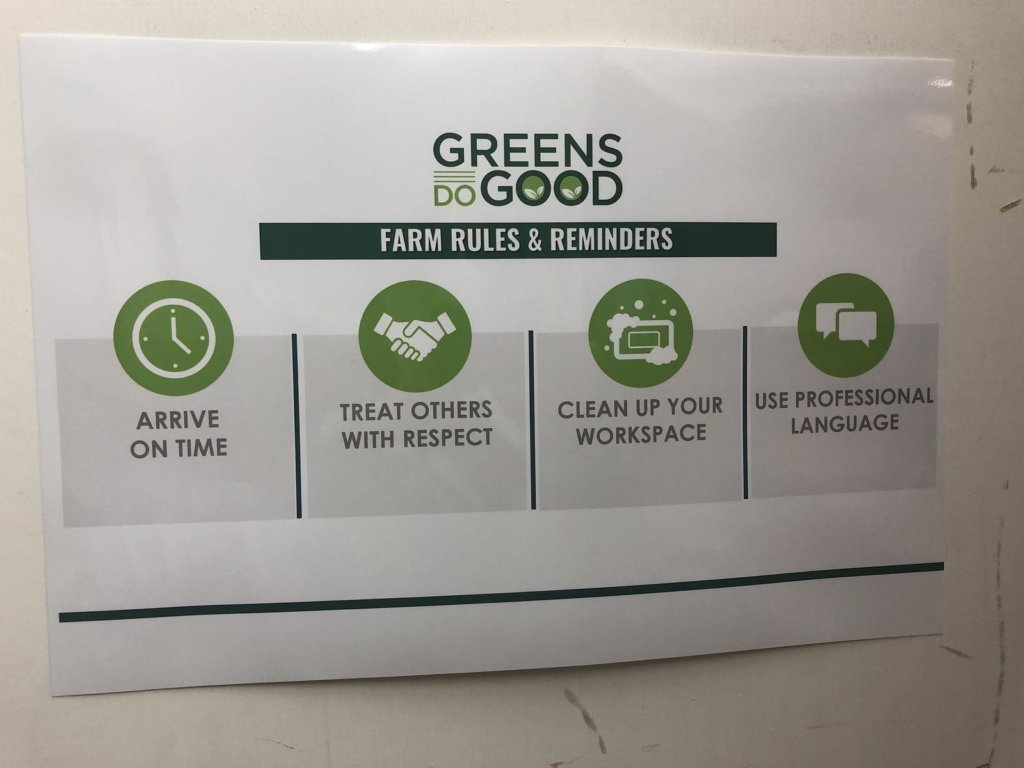 GREENS
DO GOOD
FARM RULES & REMINDERS
ARRIVE
ON TIME
TREAT OTHERS
WITH RESPECT
CLEAN UP YOUR
WORKSPACE
USE PROFESSIONAL
LANGUAGE